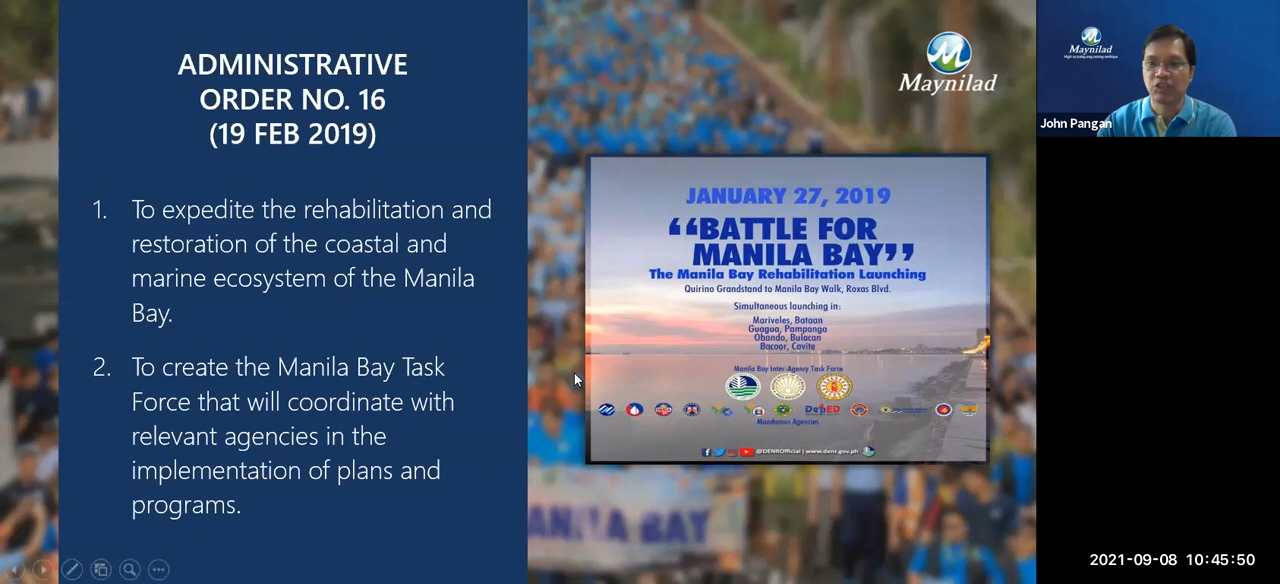 ADMINISTRATIVE
ORDER NO. 16
(19 FEB 2019)
1. To expedite the rehabilitation and
restoration of the coastal and
marine ecosystem of the Manila
Bay.
2. To create the Manila Bay Task
Force that will coordinate with
relevant agencies in the
implementation of plans and
programs.
Maynilad
JANUARY 27, 2019
“BATTLE FOR
MANILA BAY”
The Manila Bay Rehabilitation Launching
Quirino Grandstand to Manila Bay Walk, Roxas Blvd.
Simultaneous launching in:
Mariveles, Bataan
Guagua, Pampanga
Obando, Bulacan
Bacoor, Cavite
Manila Bay Inter-Agency Task Force
DepED
Mandamus Agencies
@DENROfficial | www.denr.gov.ph
MANILA BAY
Maynilad
John Pangan
2021-09-08 10:45:50